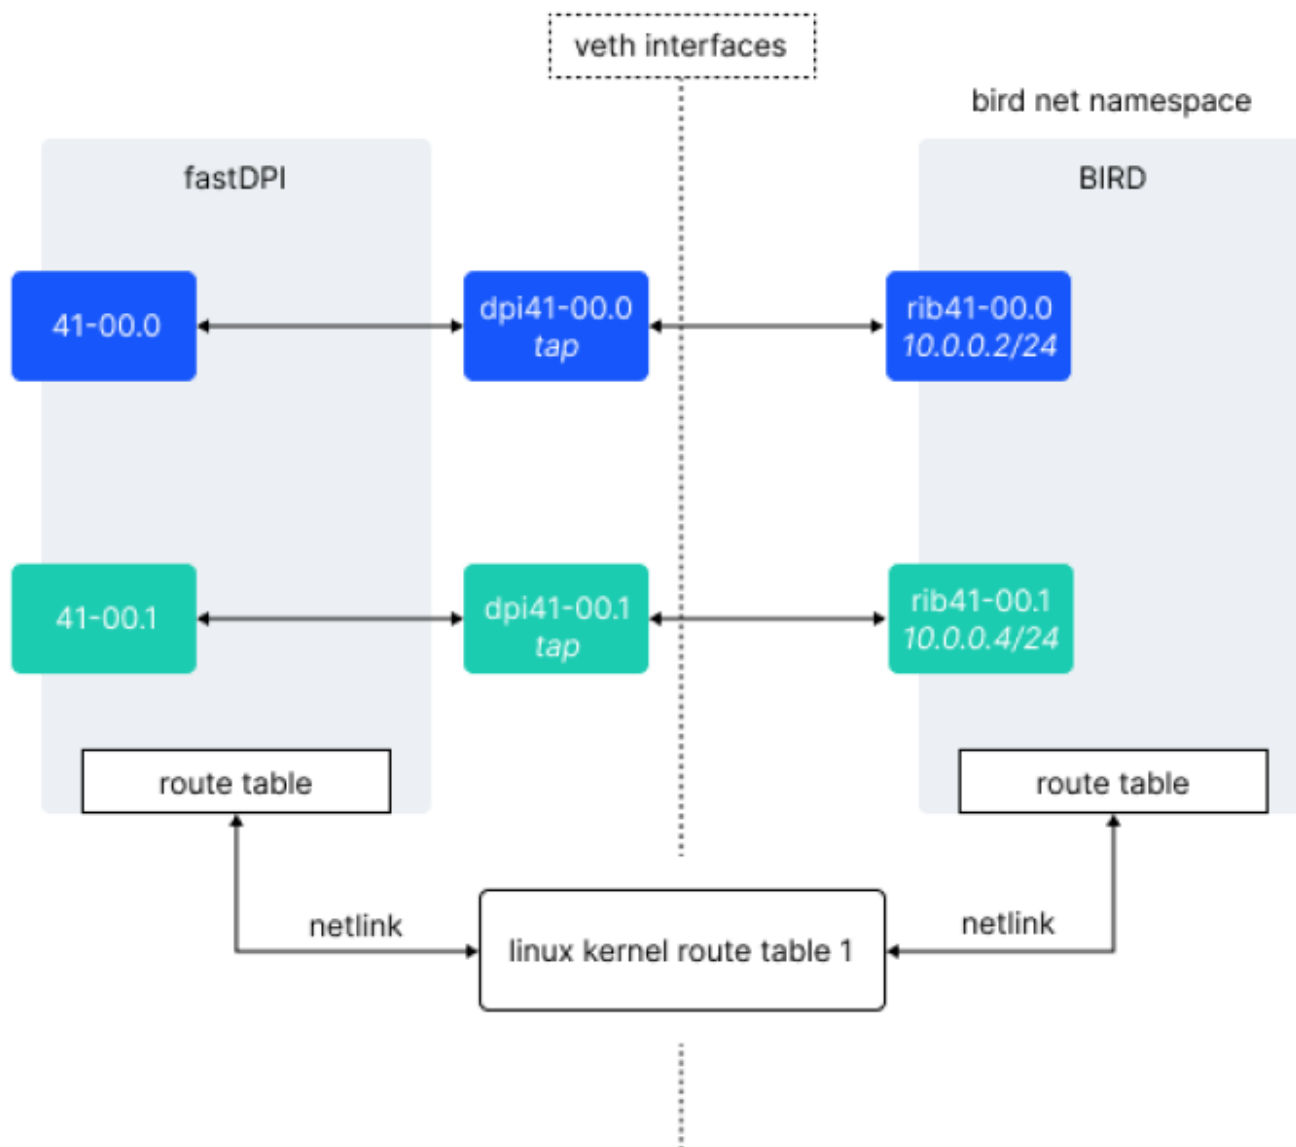 veth interfaces
bird net namespace
fastDPI
BIRD
41-00.0
dpi41-00.0
tap
rib41-00.0
10.0.0.2/24
41-00.1
dpi41-00.1
tap
rib41-00.1
10.0.0.4/24
route table
route table
netlink
netlink
linux kernel route table 1